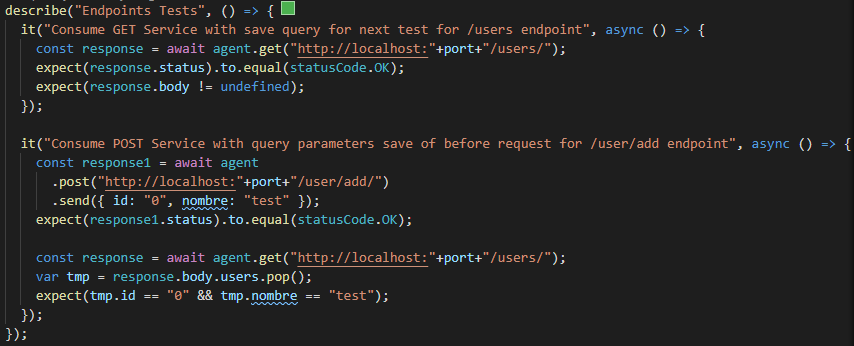 describe("Endpoints Tests", () => {
  it("Consume GET Service with save query for next test for /users endpoint", async () => {
    const response = await agent.get("http://localhost:"+port+"/users/");
    expect(response.status).to.equal(statusCode.OK);
    expect(response.body != undefined);
  });

  it("Consume POST Service with query parameters save of before request for /user/add endpoint", async () => {
    const response1 = await agent
      .post("http://localhost:"+port+"/user/add/")
      .send({ id: "0", nombre: "test" });
    expect(response1.status).to.equal(statusCode.OK);

    const response = await agent.get("http://localhost:"+port+"/users/");
    var tmp = response.body.users.pop();
    expect(tmp.id == "0" && tmp.nombre == "test");
  });
});